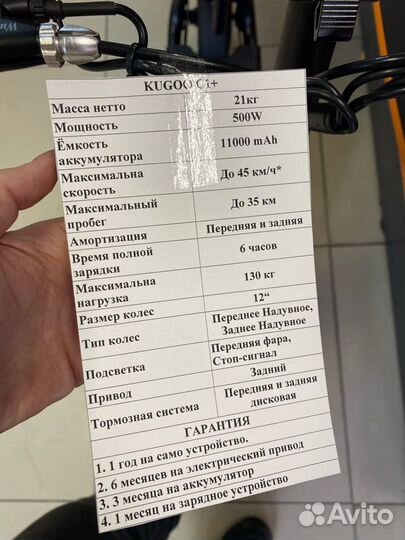 KUGOO C1+
Масса нетто 21кг
Мощность 500W
Ёмкость
аккумулятора 11000 mAh
Максимальна
скорость До 45 км/ч*
Максимальный
пробег До 35 км
Амортизация Передняя и задняя
Время полной
зарядки 6 часов
Максимальна
нагрузка 130 кг
Размер колес 12“
Тип колес Переднее Надувное,
Заднее Надувное
Подсветка Передняя фара,
Стоп-сигнал
Привод Задний
Тормозная система Передняя и задняя
дисковая
ГАРАНТИЯ
1. 1 год на само устройство.
2. 6 месяцев на электрический привод
3. 3 месяца на аккумулятор
4. 1 месяц на зарядное устройство
Avito